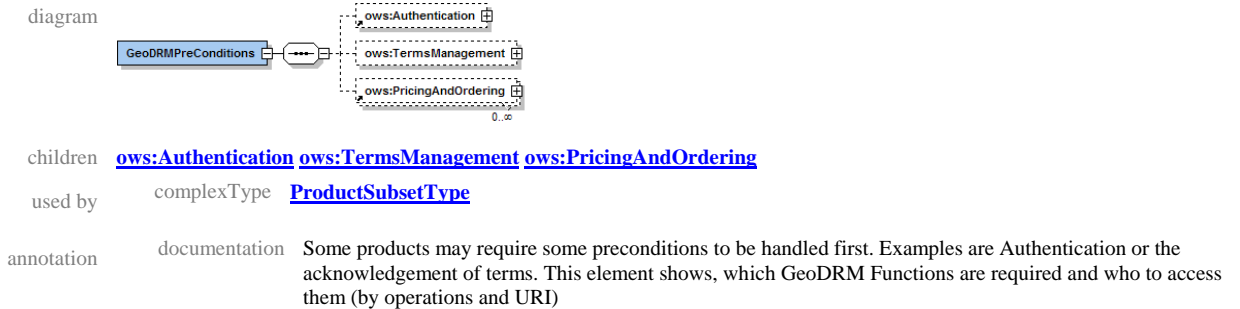 diagram
ows:Authentication
GeoDRMPreConditions
ows:TermsManagement
ows:PricingAndOrdering
0..∞
children ows:Authentication ows:TermsManagement ows:PricingAndOrdering
used by complexType ProductSubsetType
annotation documentation Some products may require some preconditions to be handled first. Examples are Authentication or the
acknowledgement of terms. This element shows, which GeoDRM Functions are required and who to access
them (by operations and URI)